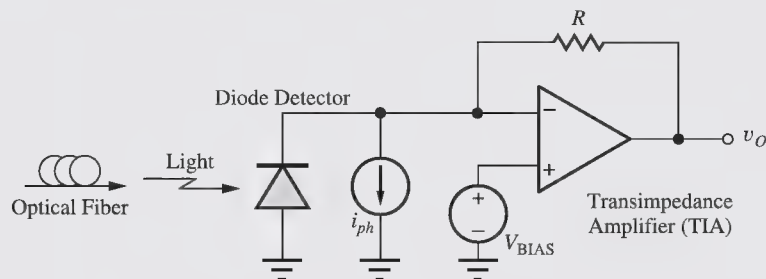 R
Diode Detector
−
Light
+
v_O
Optical Fiber
i_ph
+
−
V_BIAS
Transimpedance
Amplifier (TIA)